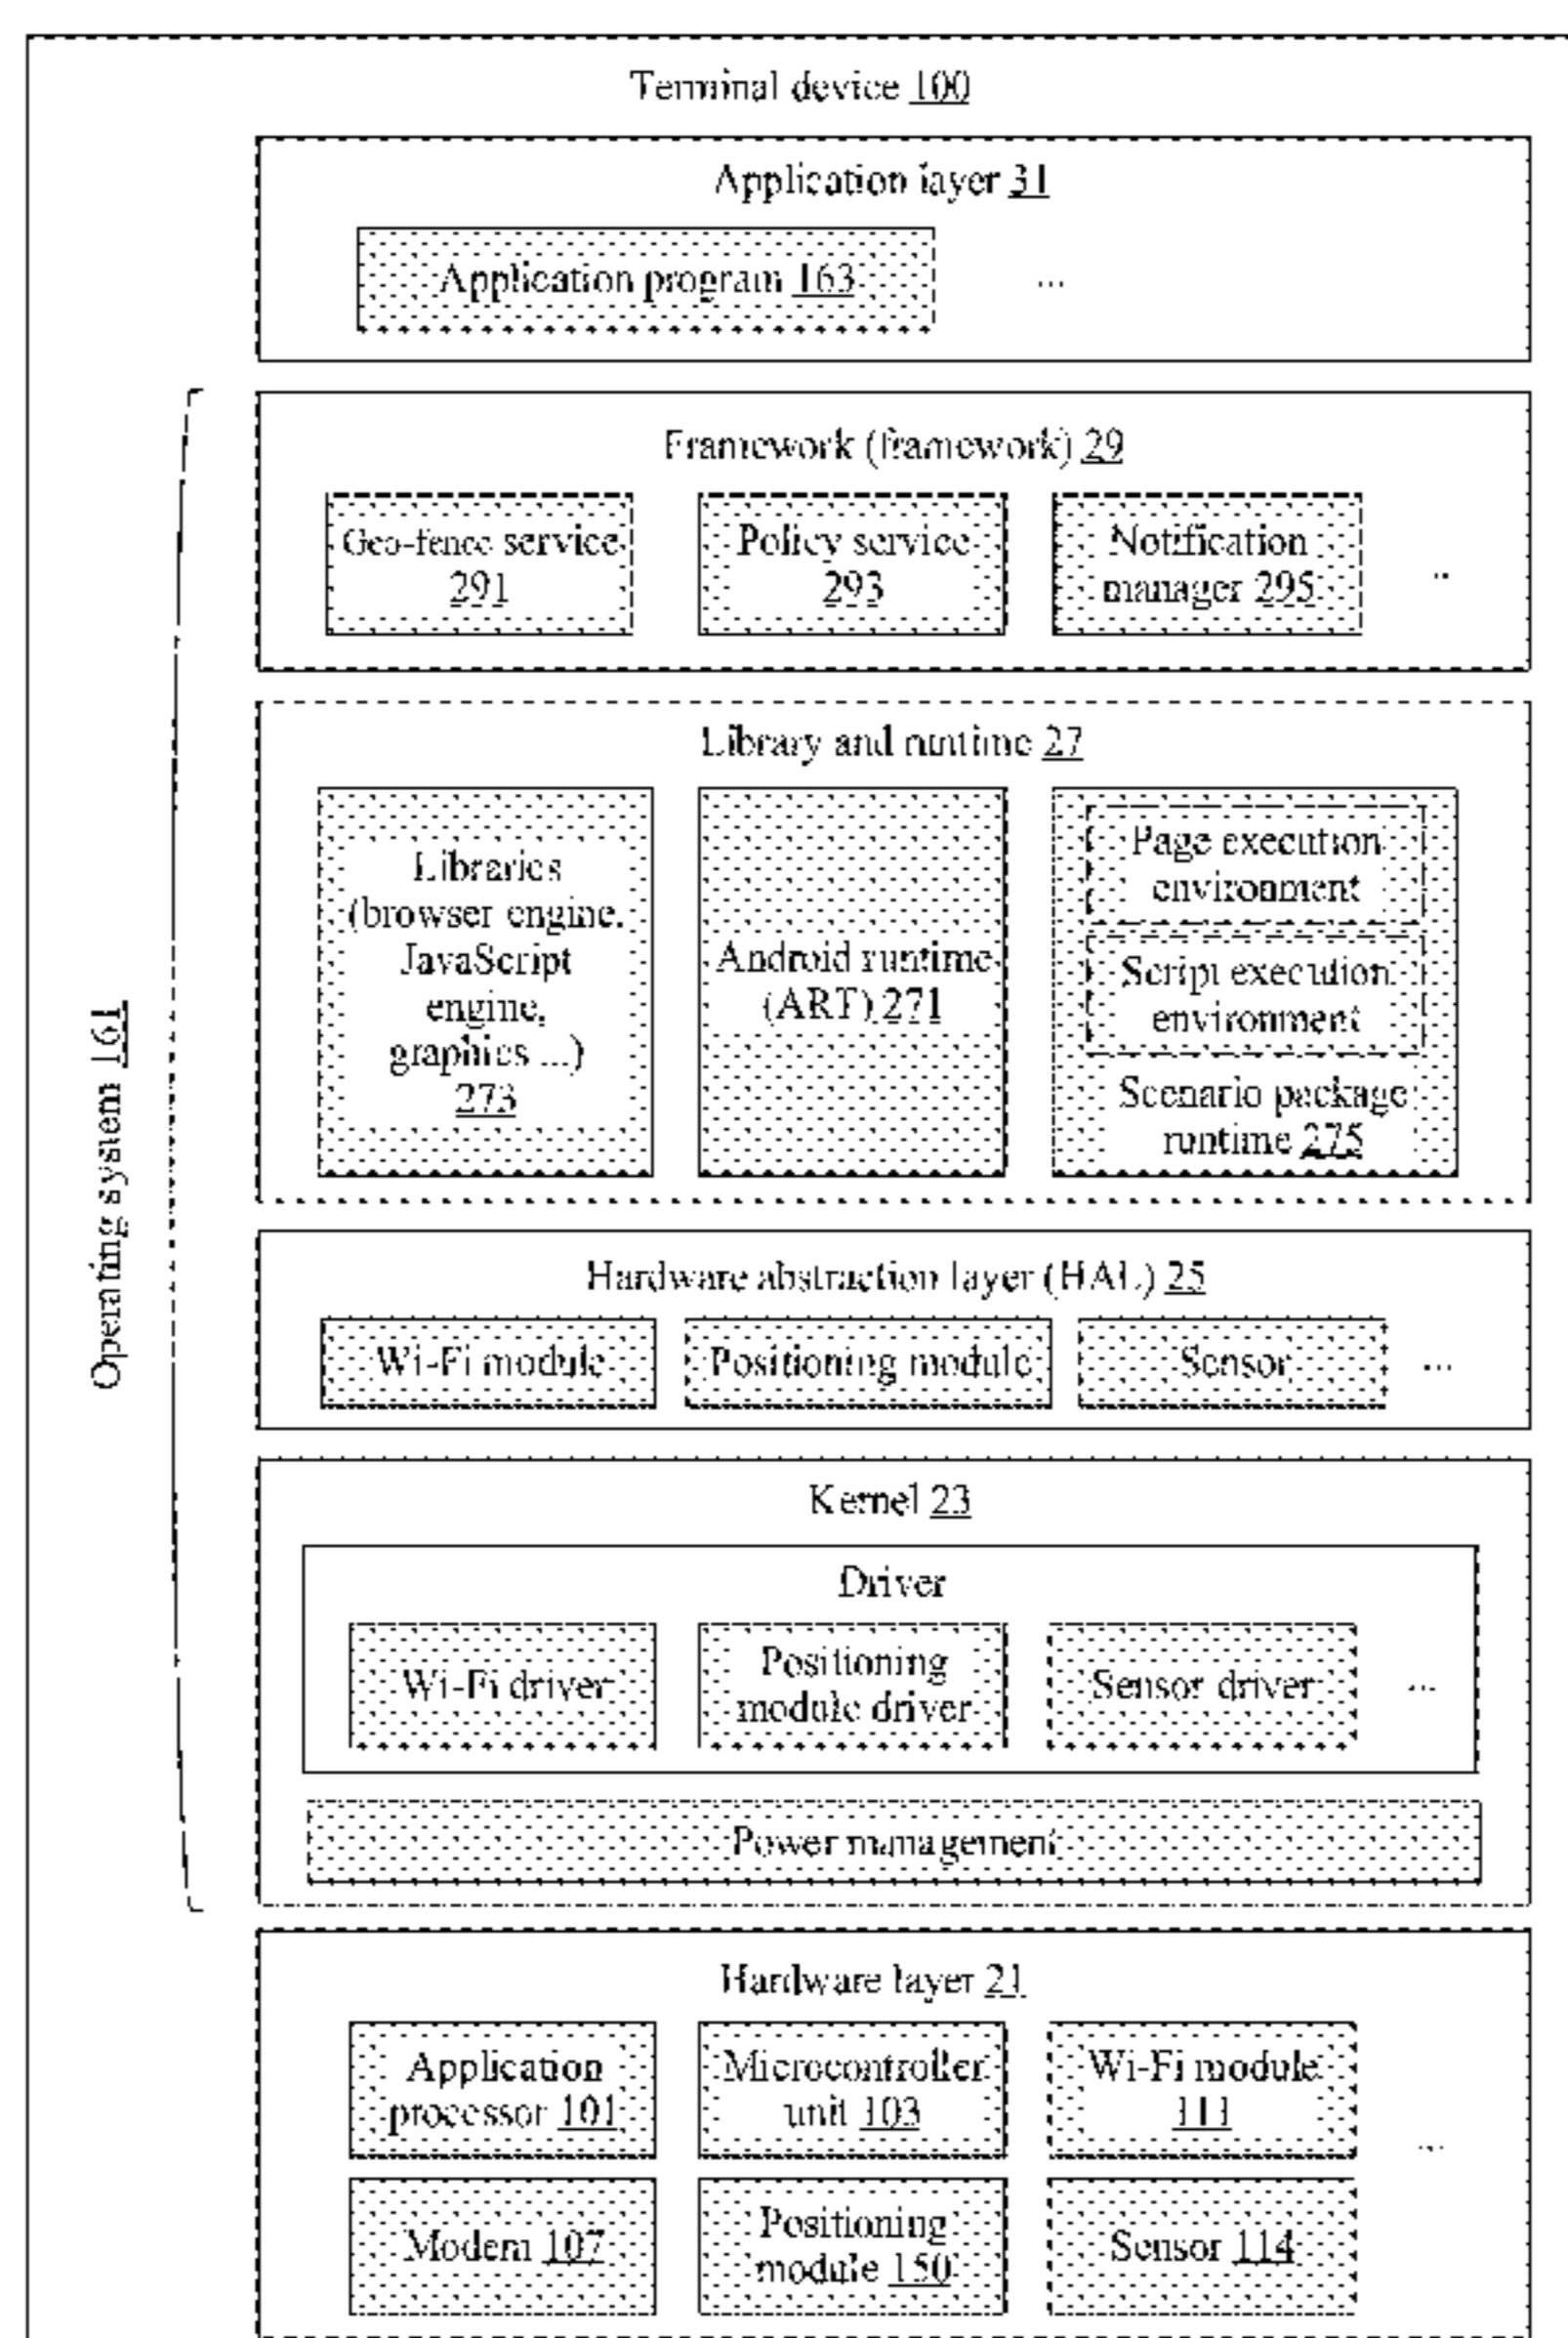 Terminal device 100
Application layer 31
Application program 163
...
Framework (framework) 29
Geo-fence service
291
Policy service
293
Notification
manager 295
..
Library and runtime 27
Libraries
(browser engine,
JavaScript
engine,
graphics ...)
273
Android runtime
(ART) 271
Page execution
environment
Script execution
environment
Scenario package
runtime 275
Operating system 161
Hardware abstraction layer (HAL) 25
Wi-Fi module
Positioning module
Sensor
...
Kernel 23
Driver
Wi-Fi driver
Positioning
module driver
Sensor driver
...
Power management
Hardware layer 21
Application
processor 101
Microcontroller
unit 103
Wi-Fi module
111
...
Modem 107
Positioning
module 150
Sensor 114